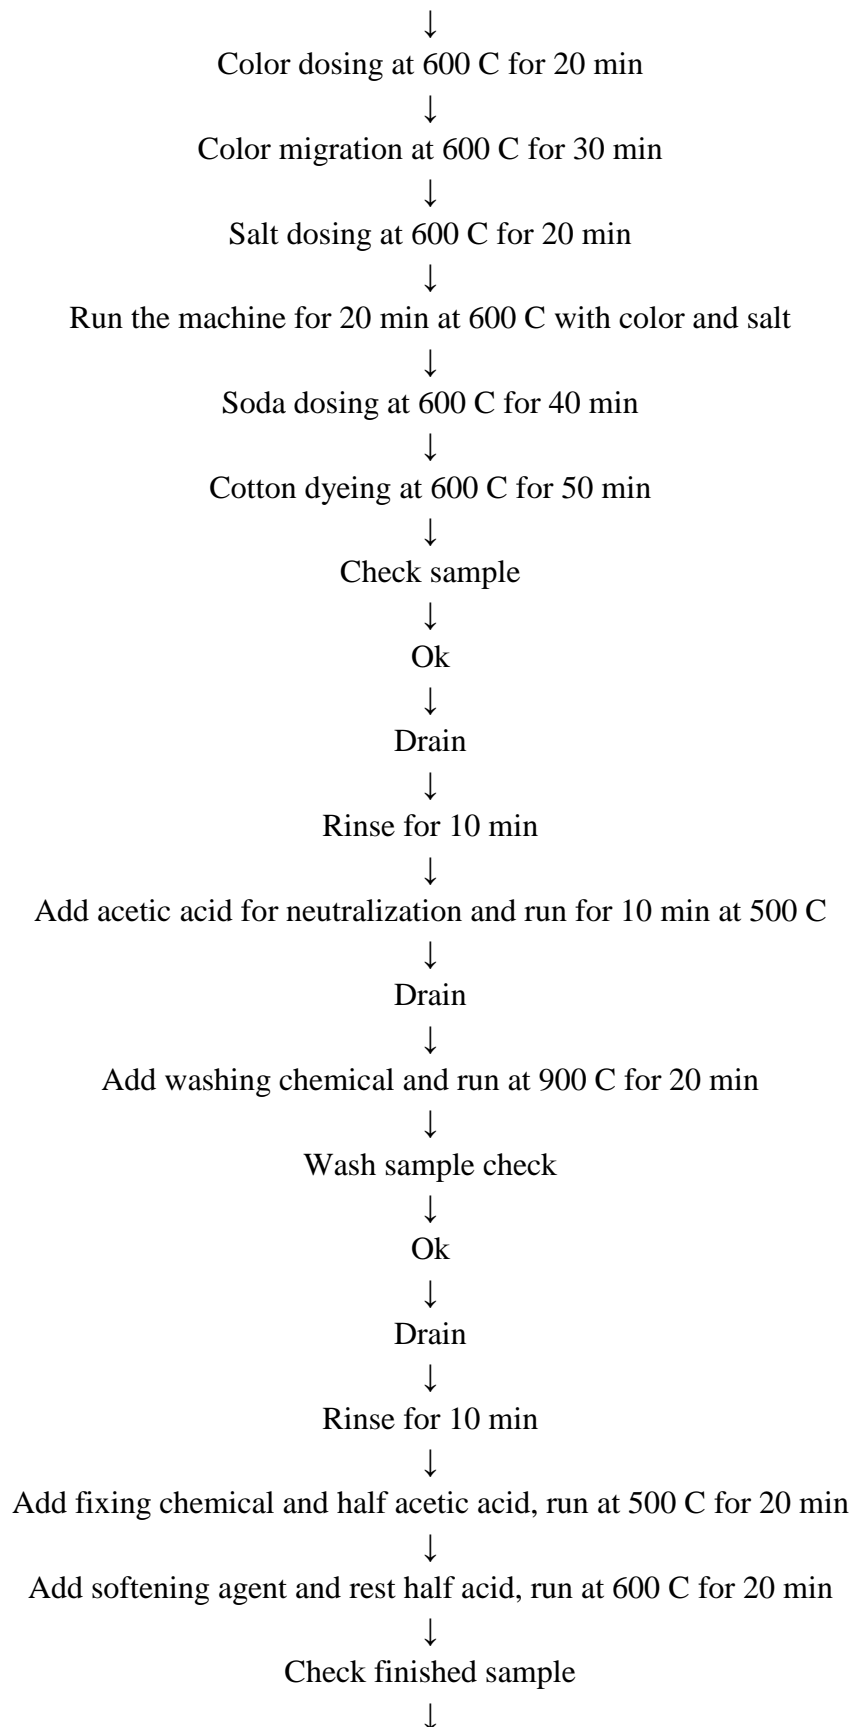 ↓
Color dosing at 600 C for 20 min
↓
Color migration at 600 C for 30 min
↓
Salt dosing at 600 C for 20 min
↓
Run the machine for 20 min at 600 C with color and salt
↓
Soda dosing at 600 C for 40 min
↓
Cotton dyeing at 600 C for 50 min
↓
Check sample
↓
Ok
↓
Drain
↓
Rinse for 10 min
↓
Add acetic acid for neutralization and run for 10 min at 500 C
↓
Drain
↓
Add washing chemical and run at 900 C for 20 min
↓
Wash sample check
↓
Ok
↓
Drain
↓
Rinse for 10 min
↓
Add fixing chemical and half acetic acid, run at 500 C for 20 min
↓
Add softening agent and rest half acid, run at 600 C for 20 min
↓
Check finished sample
↓